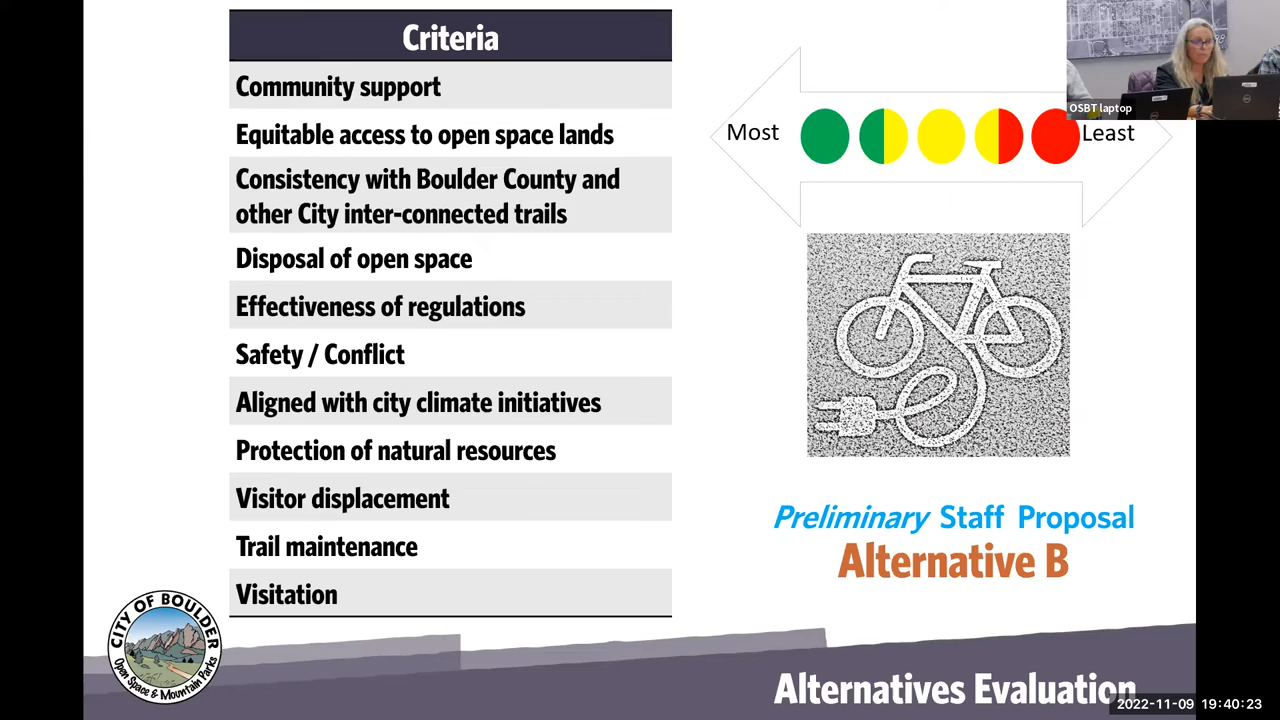 Criteria
Community support
Equitable access to open space lands
Consistency with Boulder County and
other City inter-connected trails
Disposal of open space
Effectiveness of regulations
Safety / Conflict
Aligned with city climate initiatives
Protection of natural resources
Visitor displacement
Trail maintenance
Visitation
Most
Least
OSBT laptop
Preliminary Staff Proposal
Alternative B
CITY OF BOULDER
Open Space & Mountain Parks
Alternatives Evaluation
2022-11-09 19:40:23